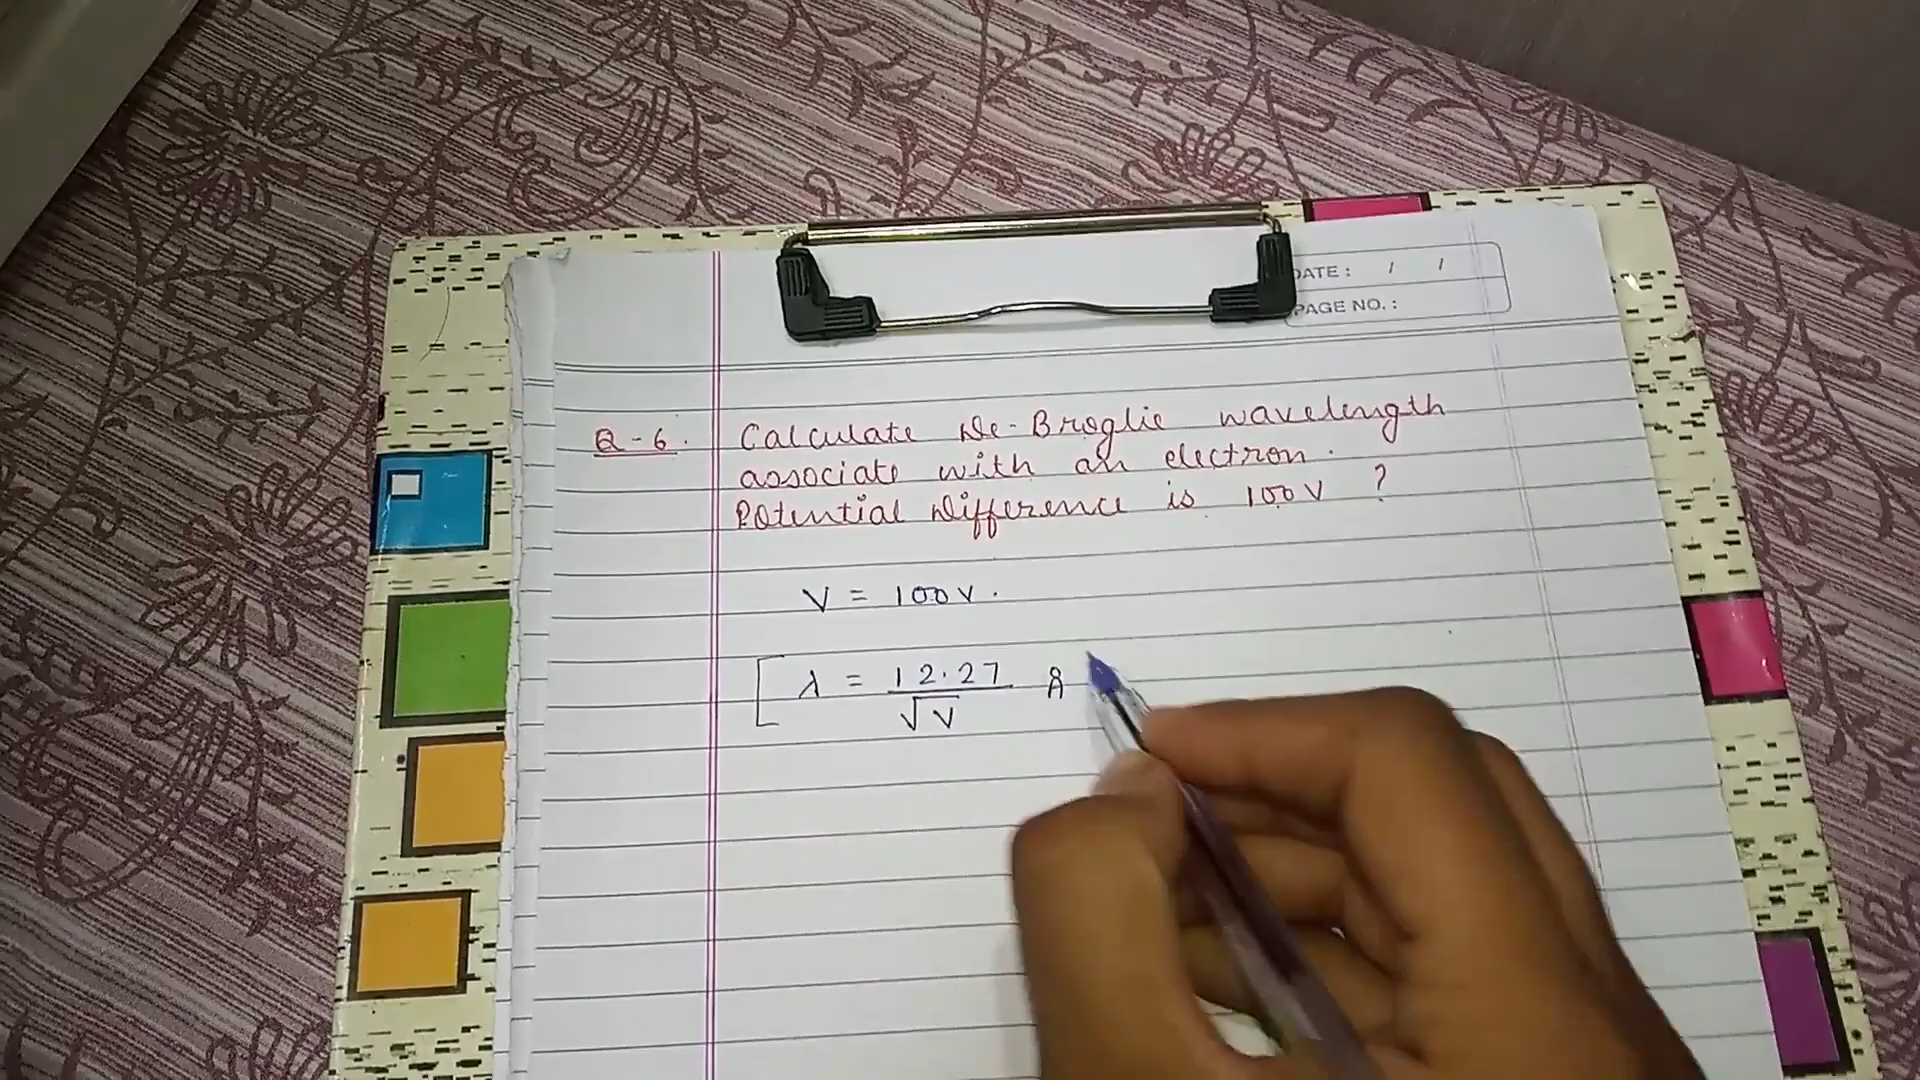 DATE : / /
PAGE NO. :
Q-6. Calculate De-Broglie wavelength
associate with an electron.
Potential Difference is 100V ?
V = 100V.
λ = 12.27 Å
√V